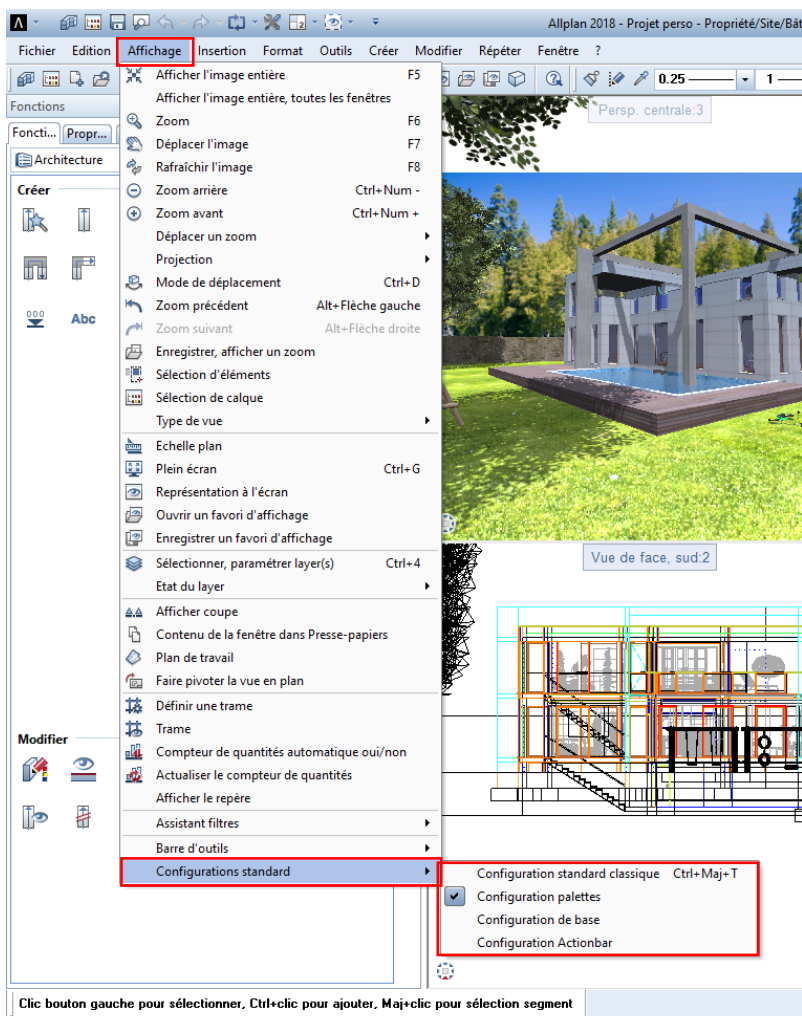 Allplan 2018 - Projet perso - Propriété/Site/Bât
Fichier Edition Affichage Insertion Format Outils Créer Modifier Répéter Fenêtre ?
0.25 1
Fonctions
Foncti... Propr...
Architecture
Créer
Abc
Modifier
Afficher l'image entière F5
Afficher l'image entière, toutes les fenêtres
Zoom F6
Déplacer l'image F7
Rafraîchir l'image F8
Zoom arrière Ctrl+Num -
Zoom avant Ctrl+Num +
Déplacer un zoom
Projection
Mode de déplacement Ctrl+D
Zoom précédent Alt+Flèche gauche
Zoom suivant Alt+Flèche droite
Enregistrer, afficher un zoom
Sélection d'éléments
Sélection de calque
Type de vue
Echelle plan
Plein écran Ctrl+G
Représentation à l'écran
Ouvrir un favori d'affichage
Enregistrer un favori d'affichage
Sélectionner, paramétrer layer(s) Ctrl+4
Etat du layer
Afficher coupe
Contenu de la fenêtre dans Presse-papiers
Plan de travail
Faire pivoter la vue en plan
Définir une trame
Trame
Compteur de quantités automatique oui/non
Actualiser le compteur de quantités
Afficher le repère
Assistant filtres
Barre d'outils
Configurations standard
Configuration standard classique Ctrl+Maj+T
Configuration palettes
Configuration de base
Configuration Actionbar
Persp. centrale:3
Vue de face, sud:2
Clic bouton gauche pour sélectionner, Ctrl+clic pour ajouter, Maj+clic pour sélection segment